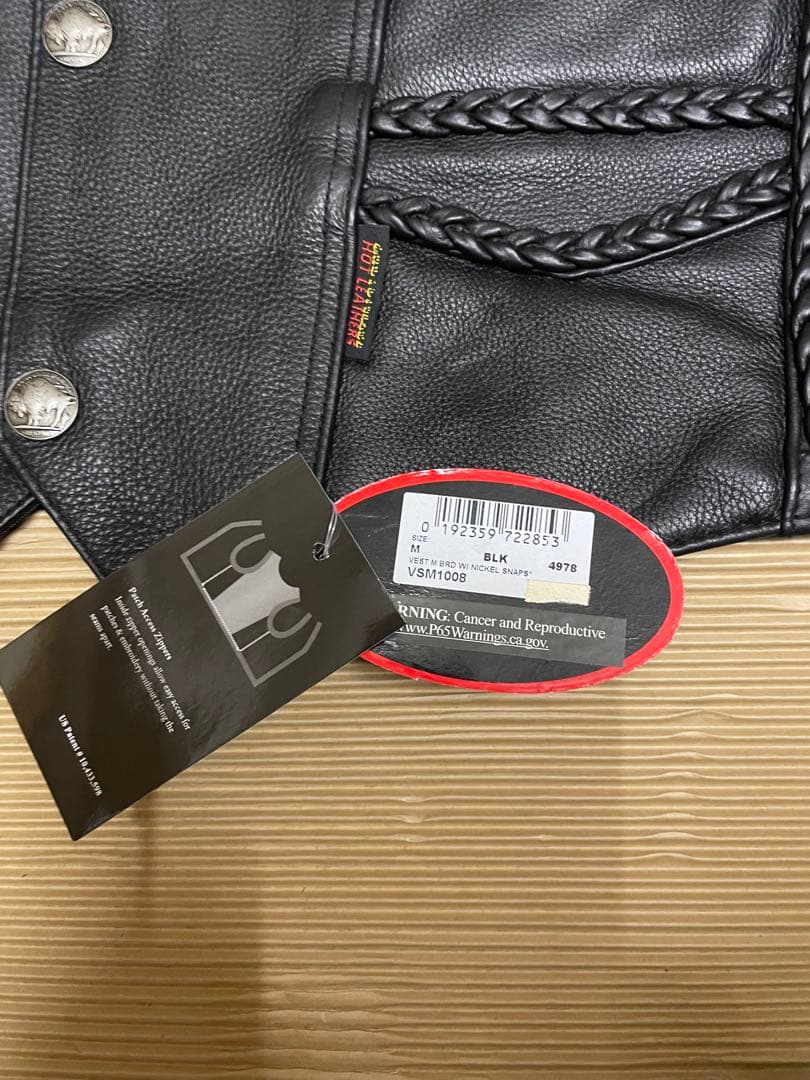 HOT LEATHERS
0 192359 722853
SIZE:
M
BLK
4978
VEST M BRD W/ NICKEL SNAPS*
VSM1008
RNING: Cancer and Reproductive
www.P65Warnings.ca.gov.
Patch Access Zippers
Inside zipper openings allow easy access for
patches & embroidery without taking the
seams apart.
US Patent # 10,433,598